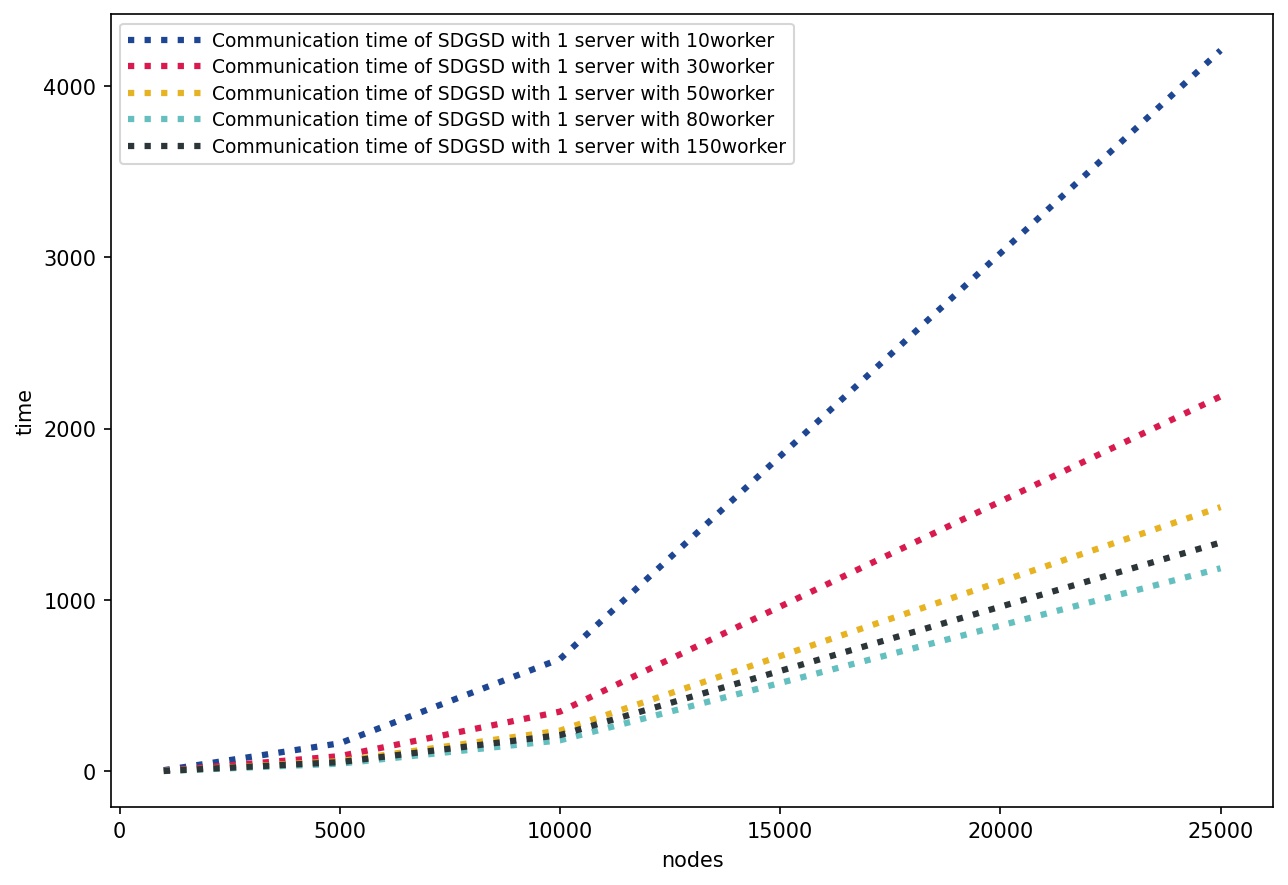 Communication time of SDGSD with 1 server with 10worker
Communication time of SDGSD with 1 server with 30worker
Communication time of SDGSD with 1 server with 50worker
Communication time of SDGSD with 1 server with 80worker
Communication time of SDGSD with 1 server with 150worker
4000
3000
2000
1000
0
time
0 5000 10000 15000 20000 25000
nodes